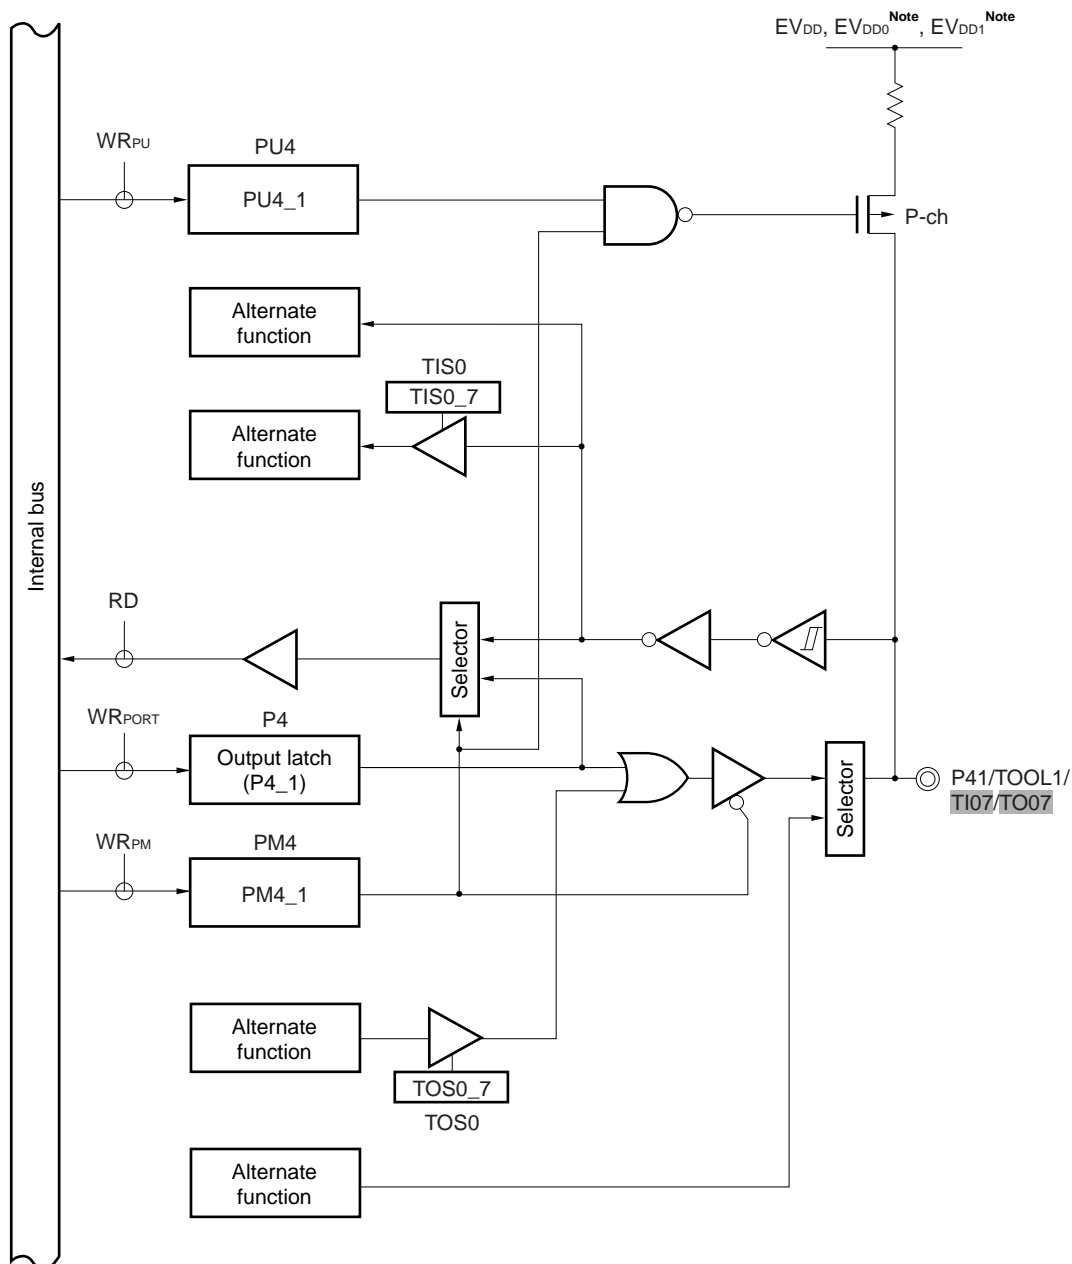 EVDD, EVDD0Note, EVDD1Note
WRPU
PU4
PU4_1
P-ch
Alternate
function
TIS0
TIS0_7
Alternate
function
Internal bus
RD
Selector
WRPORT
P4
Output latch
(P4_1)
Selector
P41/TOOL1/
TI07/TO07
WRPM
PM4
PM4_1
Alternate
function
TOS0_7
TOS0
Alternate
function